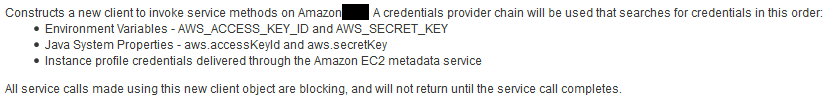 Constructs a new client to invoke service methods on Amazon A credentials provider chain will be used that searches for credentials in this order:
• Environment Variables - AWS_ACCESS_KEY_ID and AWS_SECRET_KEY
• Java System Properties - aws.accessKeyId and aws.secretKey
• Instance profile credentials delivered through the Amazon EC2 metadata service
All service calls made using this new client object are blocking, and will not return until the service call completes.